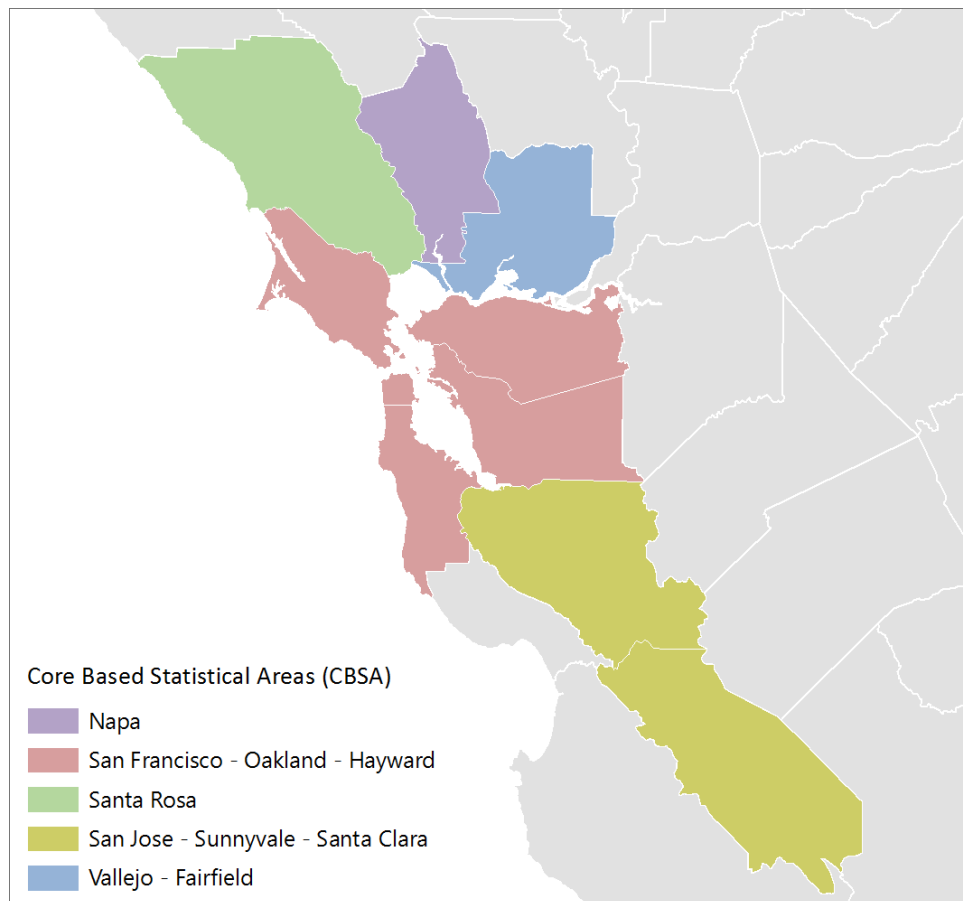 Core Based Statistical Areas (CBSA)
Napa
San Francisco - Oakland - Hayward
Santa Rosa
San Jose - Sunnyvale - Santa Clara
Vallejo - Fairfield